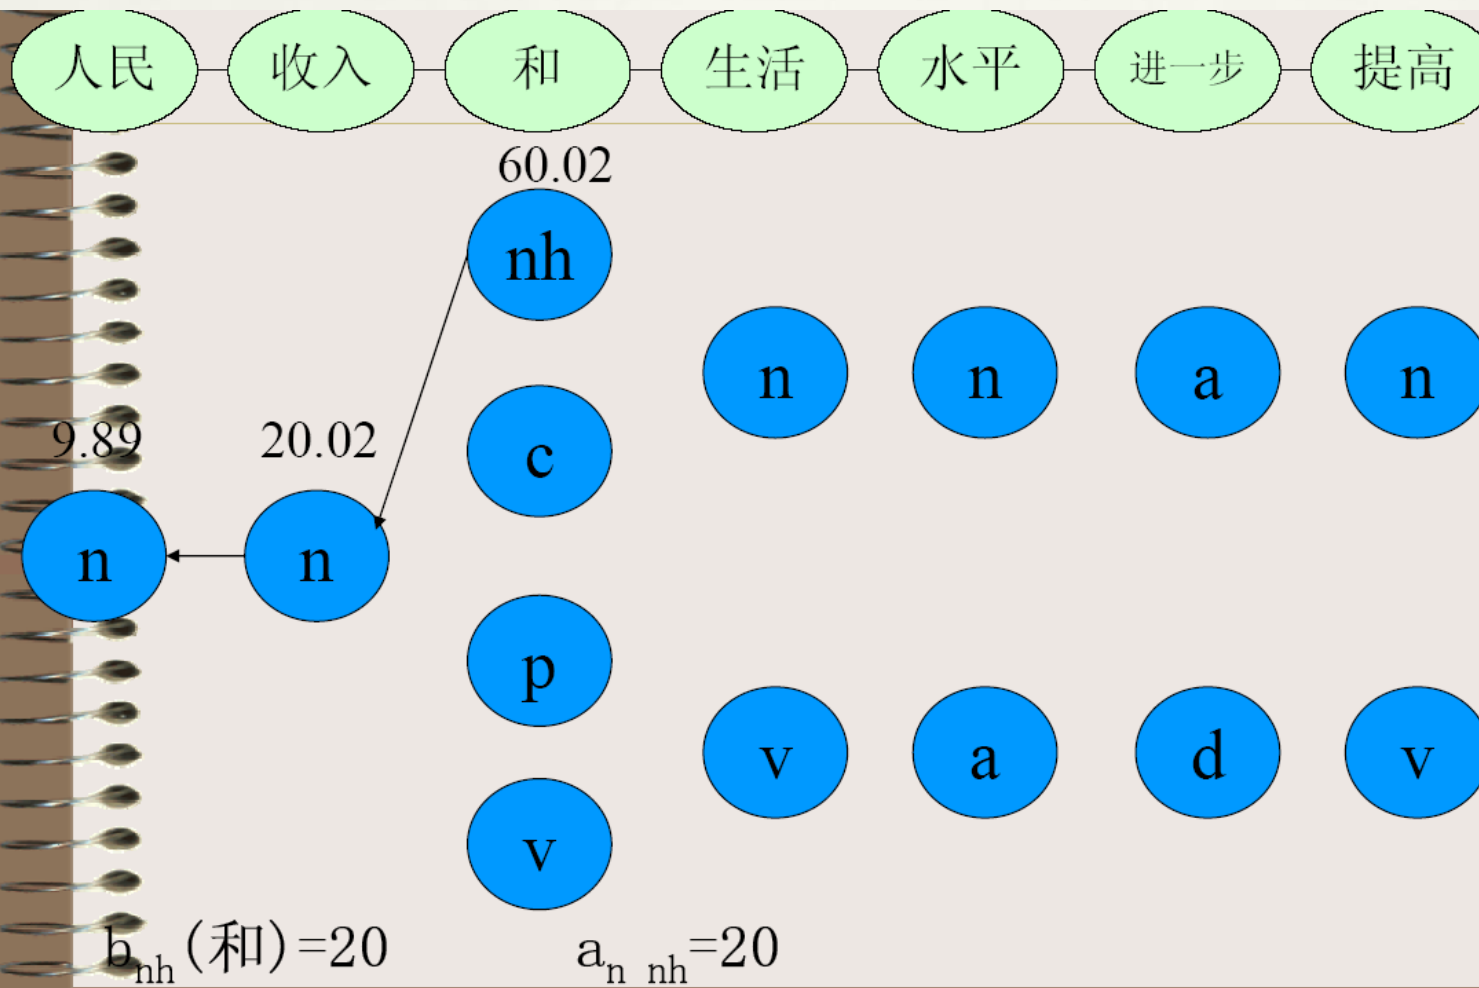 人民 收入 和 生活 水平 进一步 提高
60.02
nh
n n a n
c
9.89 20.02
n n
p
v a d v
v
bnh(和)=20 an nh=20